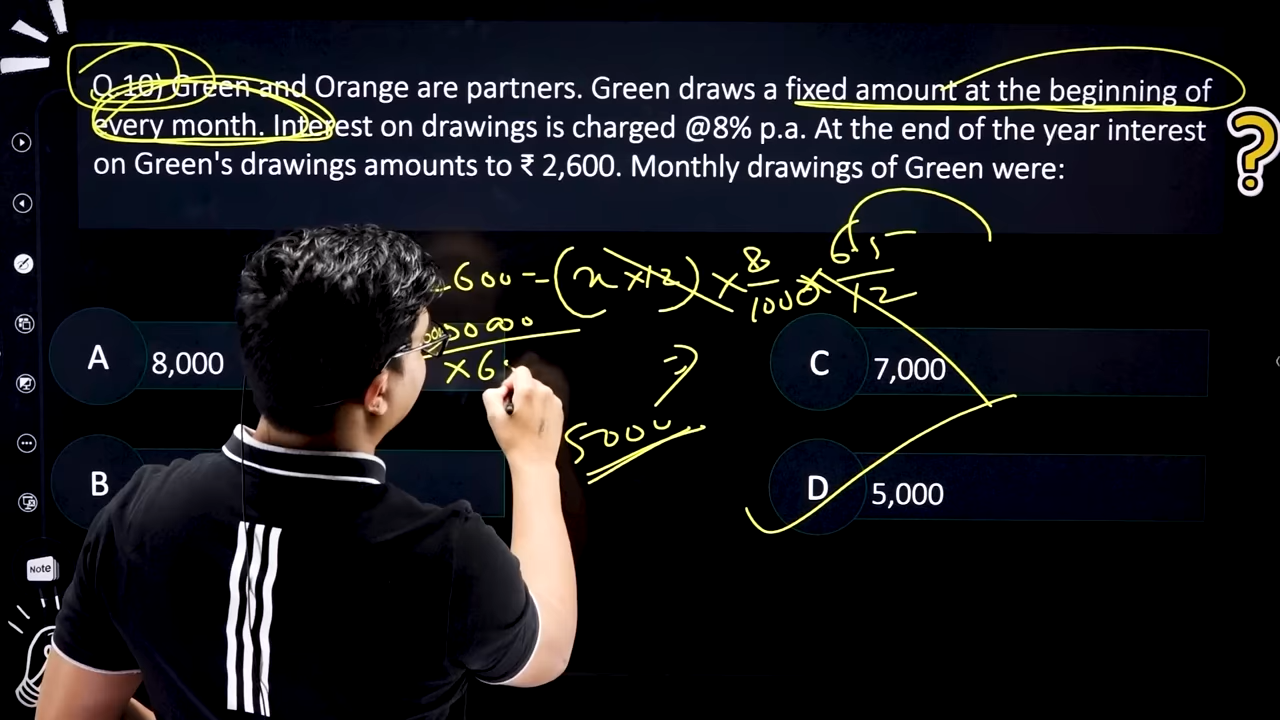 Q.10) Green and Orange are partners. Green draws a fixed amount at the beginning of
every month. Interest on drawings is charged @8% p.a. At the end of the year interest
on Green's drawings amounts to ₹ 2,600. Monthly drawings of Green were:
600 = (x × 12) × 8/100 × 6.5/12
A 8,000
C 7,000
× 6.
5000
B
D 5,000
Note